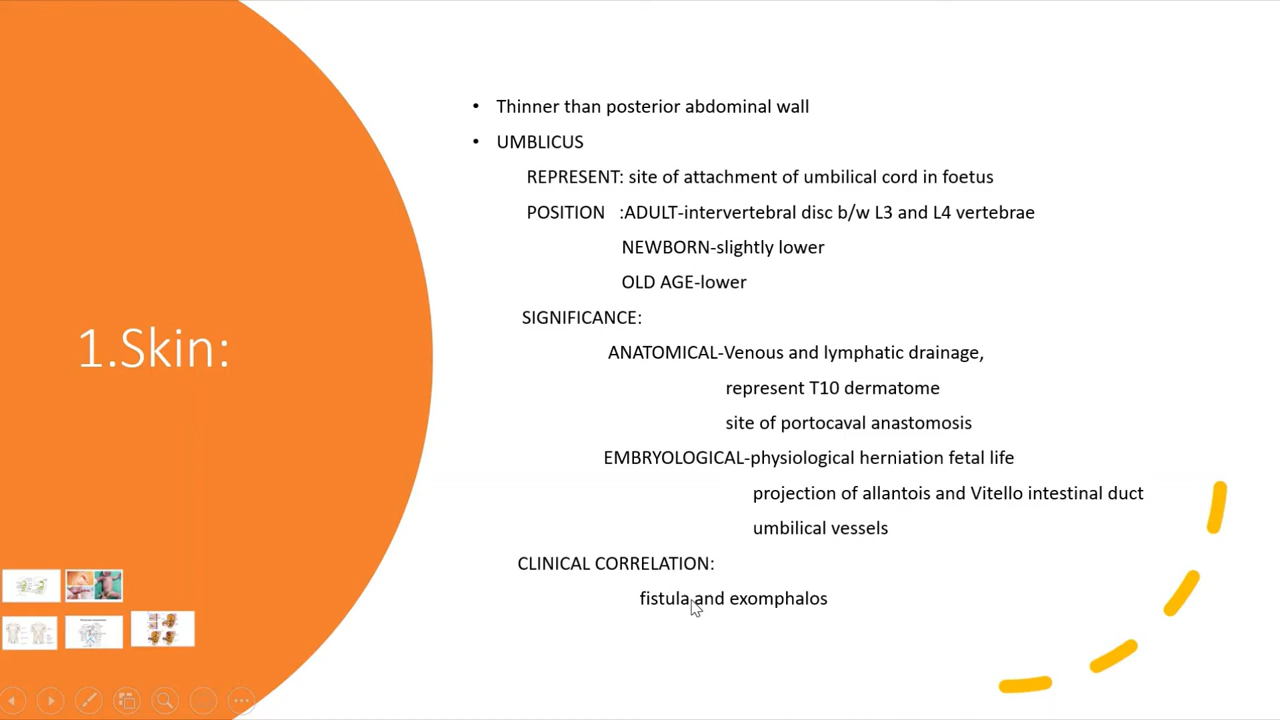 1.Skin:
• Thinner than posterior abdominal wall
• UMBLICUS
REPRESENT: site of attachment of umbilical cord in foetus
POSITION :ADULT-intervertebral disc b/w L3 and L4 vertebrae
NEWBORN-slightly lower
OLD AGE-lower
SIGNIFICANCE:
ANATOMICAL-Venous and lymphatic drainage,
represent T10 dermatome
site of portocaval anastomosis
EMBRYOLOGICAL-physiological herniation fetal life
projection of allantois and Vitello intestinal duct
umbilical vessels
CLINICAL CORRELATION:
fistula and exomphalos